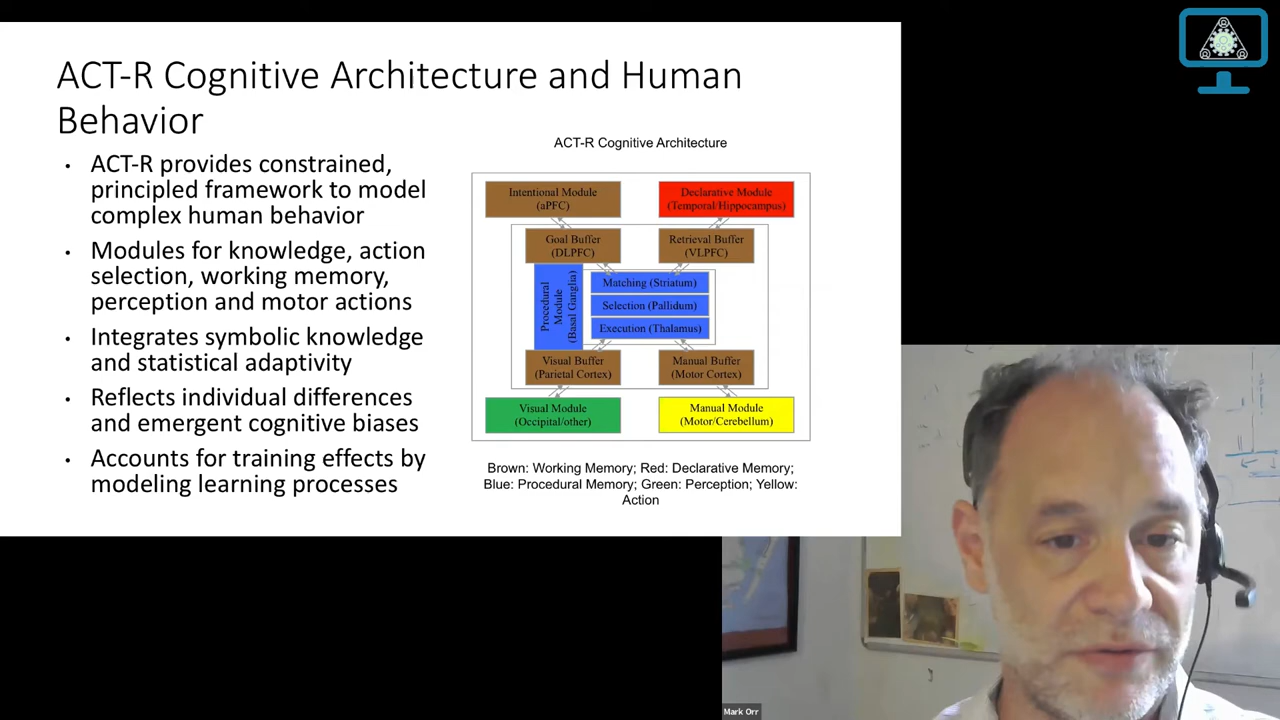 ACT-R Cognitive Architecture and Human
Behavior
• ACT-R provides constrained,
principled framework to model
complex human behavior
• Modules for knowledge, action
selection, working memory,
perception and motor actions
• Integrates symbolic knowledge
and statistical adaptivity
• Reflects individual differences
and emergent cognitive biases
• Accounts for training effects by
modeling learning processes
ACT-R Cognitive Architecture
Intentional Module
(aPFC)
Declarative Module
(Temporal/Hippocampus)
Goal Buffer
(DLPFC)
Retrieval Buffer
(VLPFC)
Procedural
Module
(Basal Ganglia)
Matching (Striatum)
Selection (Pallidum)
Execution (Thalamus)
Visual Buffer
(Parietal Cortex)
Manual Buffer
(Motor Cortex)
Visual Module
(Occipital/other)
Manual Module
(Motor/Cerebellum)
Brown: Working Memory; Red: Declarative Memory;
Blue: Procedural Memory; Green: Perception; Yellow:
Action
Mark Orr